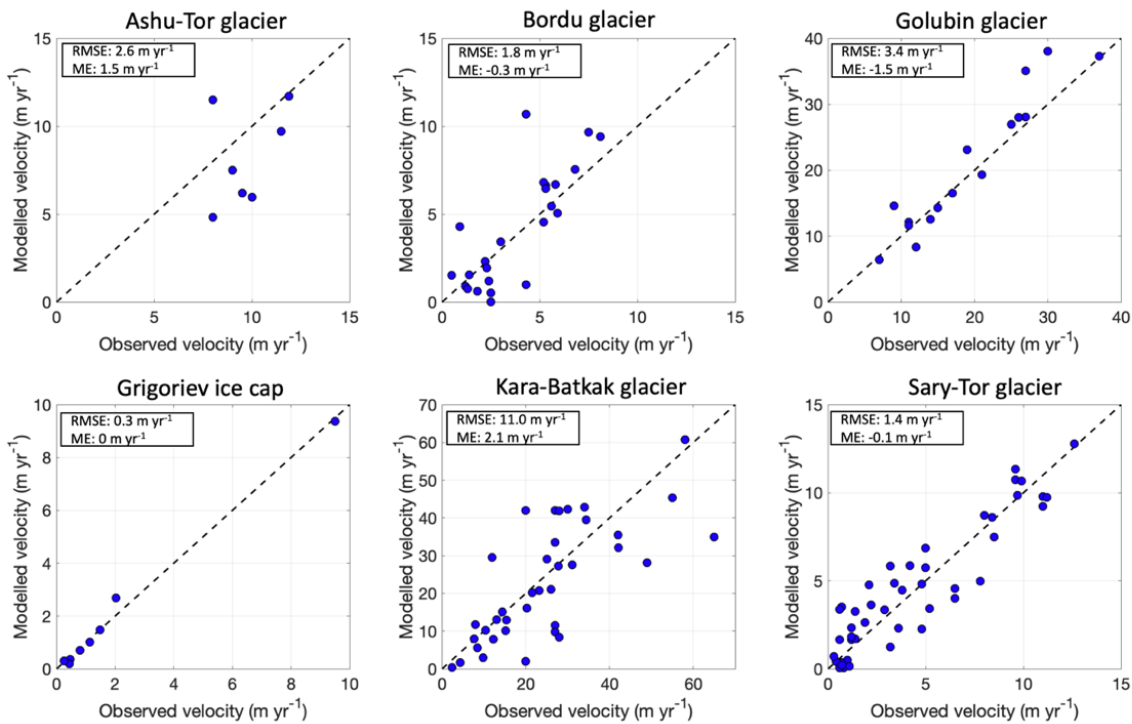 Ashu-Tor glacier
RMSE: 2.6 m yr⁻¹
ME: 1.5 m yr⁻¹
15
10
5
0
0
5
10
15
Modelled velocity (m yr⁻¹)
Observed velocity (m yr⁻¹)
Bordu glacier
RMSE: 1.8 m yr⁻¹
ME: -0.3 m yr⁻¹
15
10
5
0
0
5
10
15
Modelled velocity (m yr⁻¹)
Observed velocity (m yr⁻¹)
Golubin glacier
RMSE: 3.4 m yr⁻¹
ME: -1.5 m yr⁻¹
40
30
20
10
0
0
10
20
30
40
Modelled velocity (m yr⁻¹)
Observed velocity (m yr⁻¹)
Grigoriev ice cap
RMSE: 0.3 m yr⁻¹
ME: 0 m yr⁻¹
10
8
6
4
2
0
0
2
4
6
8
10
Modelled velocity (m yr⁻¹)
Observed velocity (m yr⁻¹)
Kara-Batkak glacier
RMSE: 11.0 m yr⁻¹
ME: 2.1 m yr⁻¹
70
60
50
40
30
20
10
0
0
20
40
60
Modelled velocity (m yr⁻¹)
Observed velocity (m yr⁻¹)
Sary-Tor glacier
RMSE: 1.4 m yr⁻¹
ME: -0.1 m yr⁻¹
15
10
5
0
0
5
10
15
Modelled velocity (m yr⁻¹)
Observed velocity (m yr⁻¹)